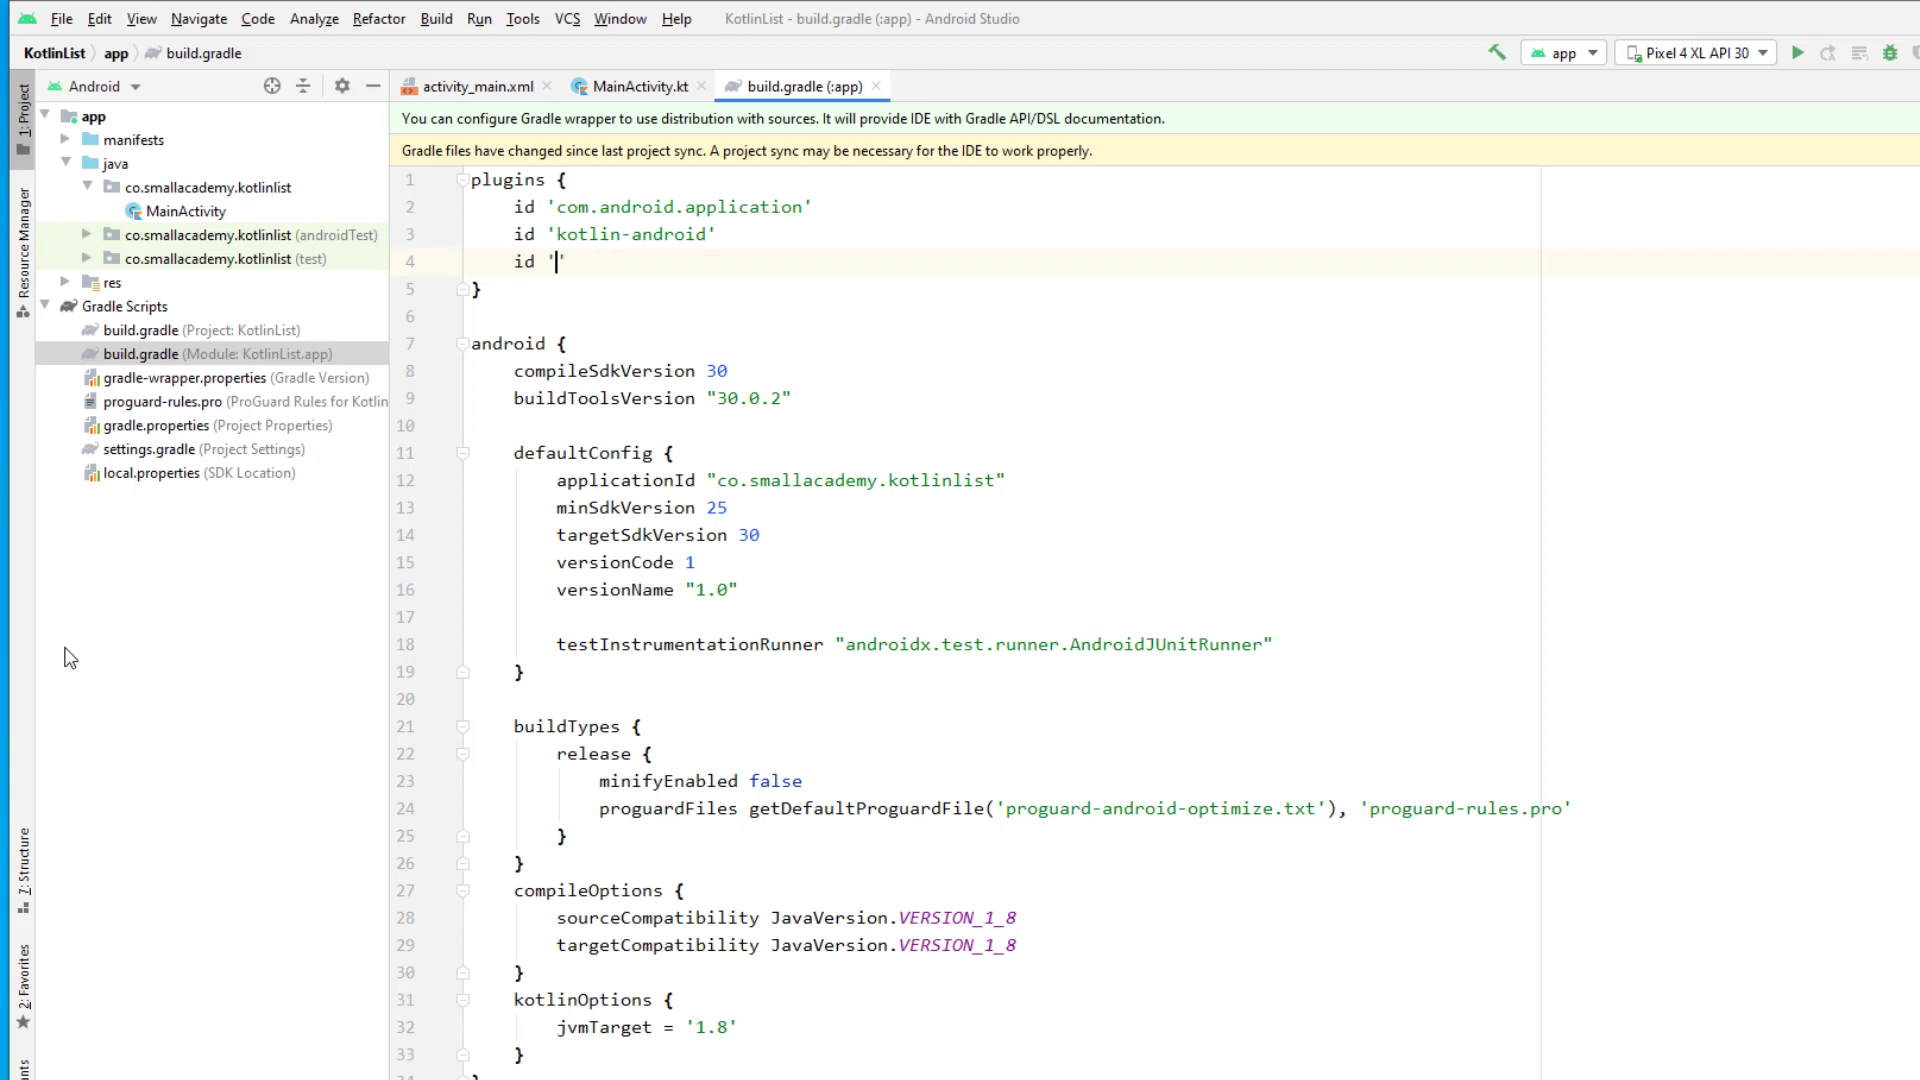 File Edit View Navigate Code Analyze Refactor Build Run Tools VCS Window Help KotlinList - build.gradle (:app) - Android Studio
KotlinList app build.gradle
app Pixel 4 XL API 30
1: Project
Resource Manager
7: Structure
2: Favorites
Android
app
manifests
java
co.smallacademy.kotlinlist
MainActivity
co.smallacademy.kotlinlist (androidTest)
co.smallacademy.kotlinlist (test)
res
Gradle Scripts
build.gradle (Project: KotlinList)
build.gradle (Module: KotlinList.app)
gradle-wrapper.properties (Gradle Version)
proguard-rules.pro (ProGuard Rules for Kotlin
gradle.properties (Project Properties)
settings.gradle (Project Settings)
local.properties (SDK Location)
activity_main.xml MainActivity.kt build.gradle (:app)
You can configure Gradle wrapper to use distribution with sources. It will provide IDE with Gradle API/DSL documentation.
Gradle files have changed since last project sync. A project sync may be necessary for the IDE to work properly.
1 plugins {
2 id 'com.android.application'
3 id 'kotlin-android'
4 id ''
5 }
6
7 android {
8 compileSdkVersion 30
9 buildToolsVersion "30.0.2"
10
11 defaultConfig {
12 applicationId "co.smallacademy.kotlinlist"
13 minSdkVersion 25
14 targetSdkVersion 30
15 versionCode 1
16 versionName "1.0"
17
18 testInstrumentationRunner "androidx.test.runner.AndroidJUnitRunner"
19 }
20
21 buildTypes {
22 release {
23 minifyEnabled false
24 proguardFiles getDefaultProguardFile('proguard-android-optimize.txt'), 'proguard-rules.pro'
25 }
26 }
27 compileOptions {
28 sourceCompatibility JavaVersion.VERSION_1_8
29 targetCompatibility JavaVersion.VERSION_1_8
30 }
31 kotlinOptions {
32 jvmTarget = '1.8'
33 }